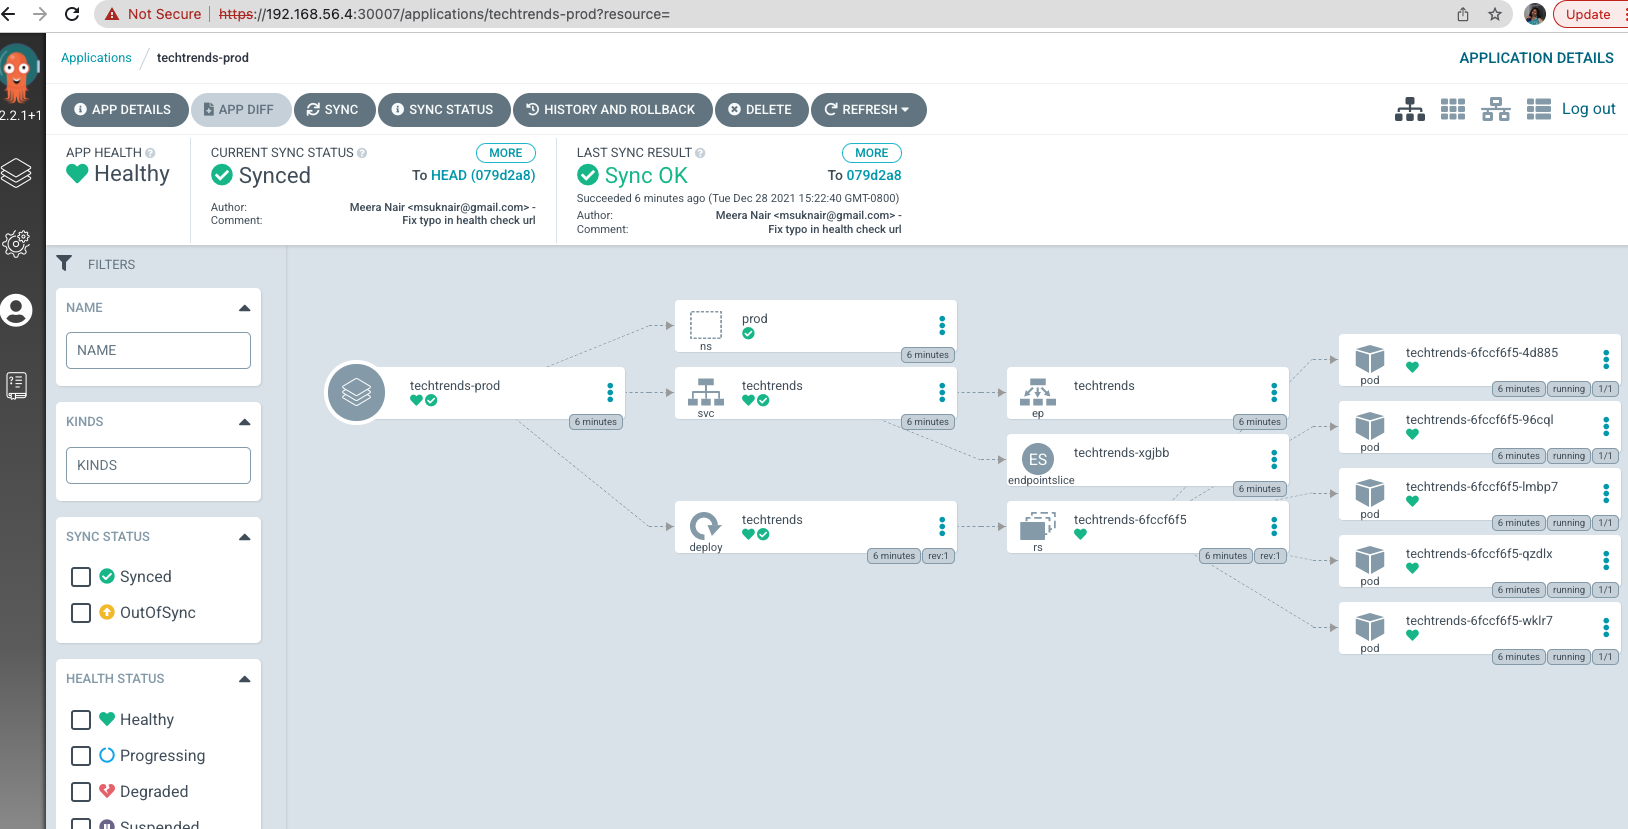 Not Secure | https://192.168.56.4:30007/applications/techtrends-prod?resource=
Update
Applications / techtrends-prod
APPLICATION DETAILS
2.2.1+1
APP DETAILS
APP DIFF
SYNC
SYNC STATUS
HISTORY AND ROLLBACK
DELETE
REFRESH
Log out
APP HEALTH
Healthy
CURRENT SYNC STATUS
MORE
Synced
To HEAD (079d2a8)
Author: Meera Nair <msuknair@gmail.com> -
Comment: Fix typo in health check url
LAST SYNC RESULT
MORE
Sync OK
To 079d2a8
Succeeded 6 minutes ago (Tue Dec 28 2021 15:22:40 GMT-0800)
Author: Meera Nair <msuknair@gmail.com> -
Comment: Fix typo in health check url
FILTERS
NAME
NAME
KINDS
KINDS
SYNC STATUS
Synced
OutOfSync
HEALTH STATUS
Healthy
Progressing
Degraded
Suspended
techtrends-prod
6 minutes
prod
ns
6 minutes
techtrends
svc
6 minutes
techtrends
deploy
6 minutes rev:1
techtrends
ep
6 minutes
ES
techtrends-xgjbb
endpointslice
6 minutes
techtrends-6fccf6f5
rs
6 minutes rev:1
techtrends-6fccf6f5-4d885
pod
6 minutes running 1/1
techtrends-6fccf6f5-96cql
pod
6 minutes running 1/1
techtrends-6fccf6f5-lmbp7
pod
6 minutes running 1/1
techtrends-6fccf6f5-qzdlx
pod
6 minutes running 1/1
techtrends-6fccf6f5-wklr7
pod
6 minutes running 1/1